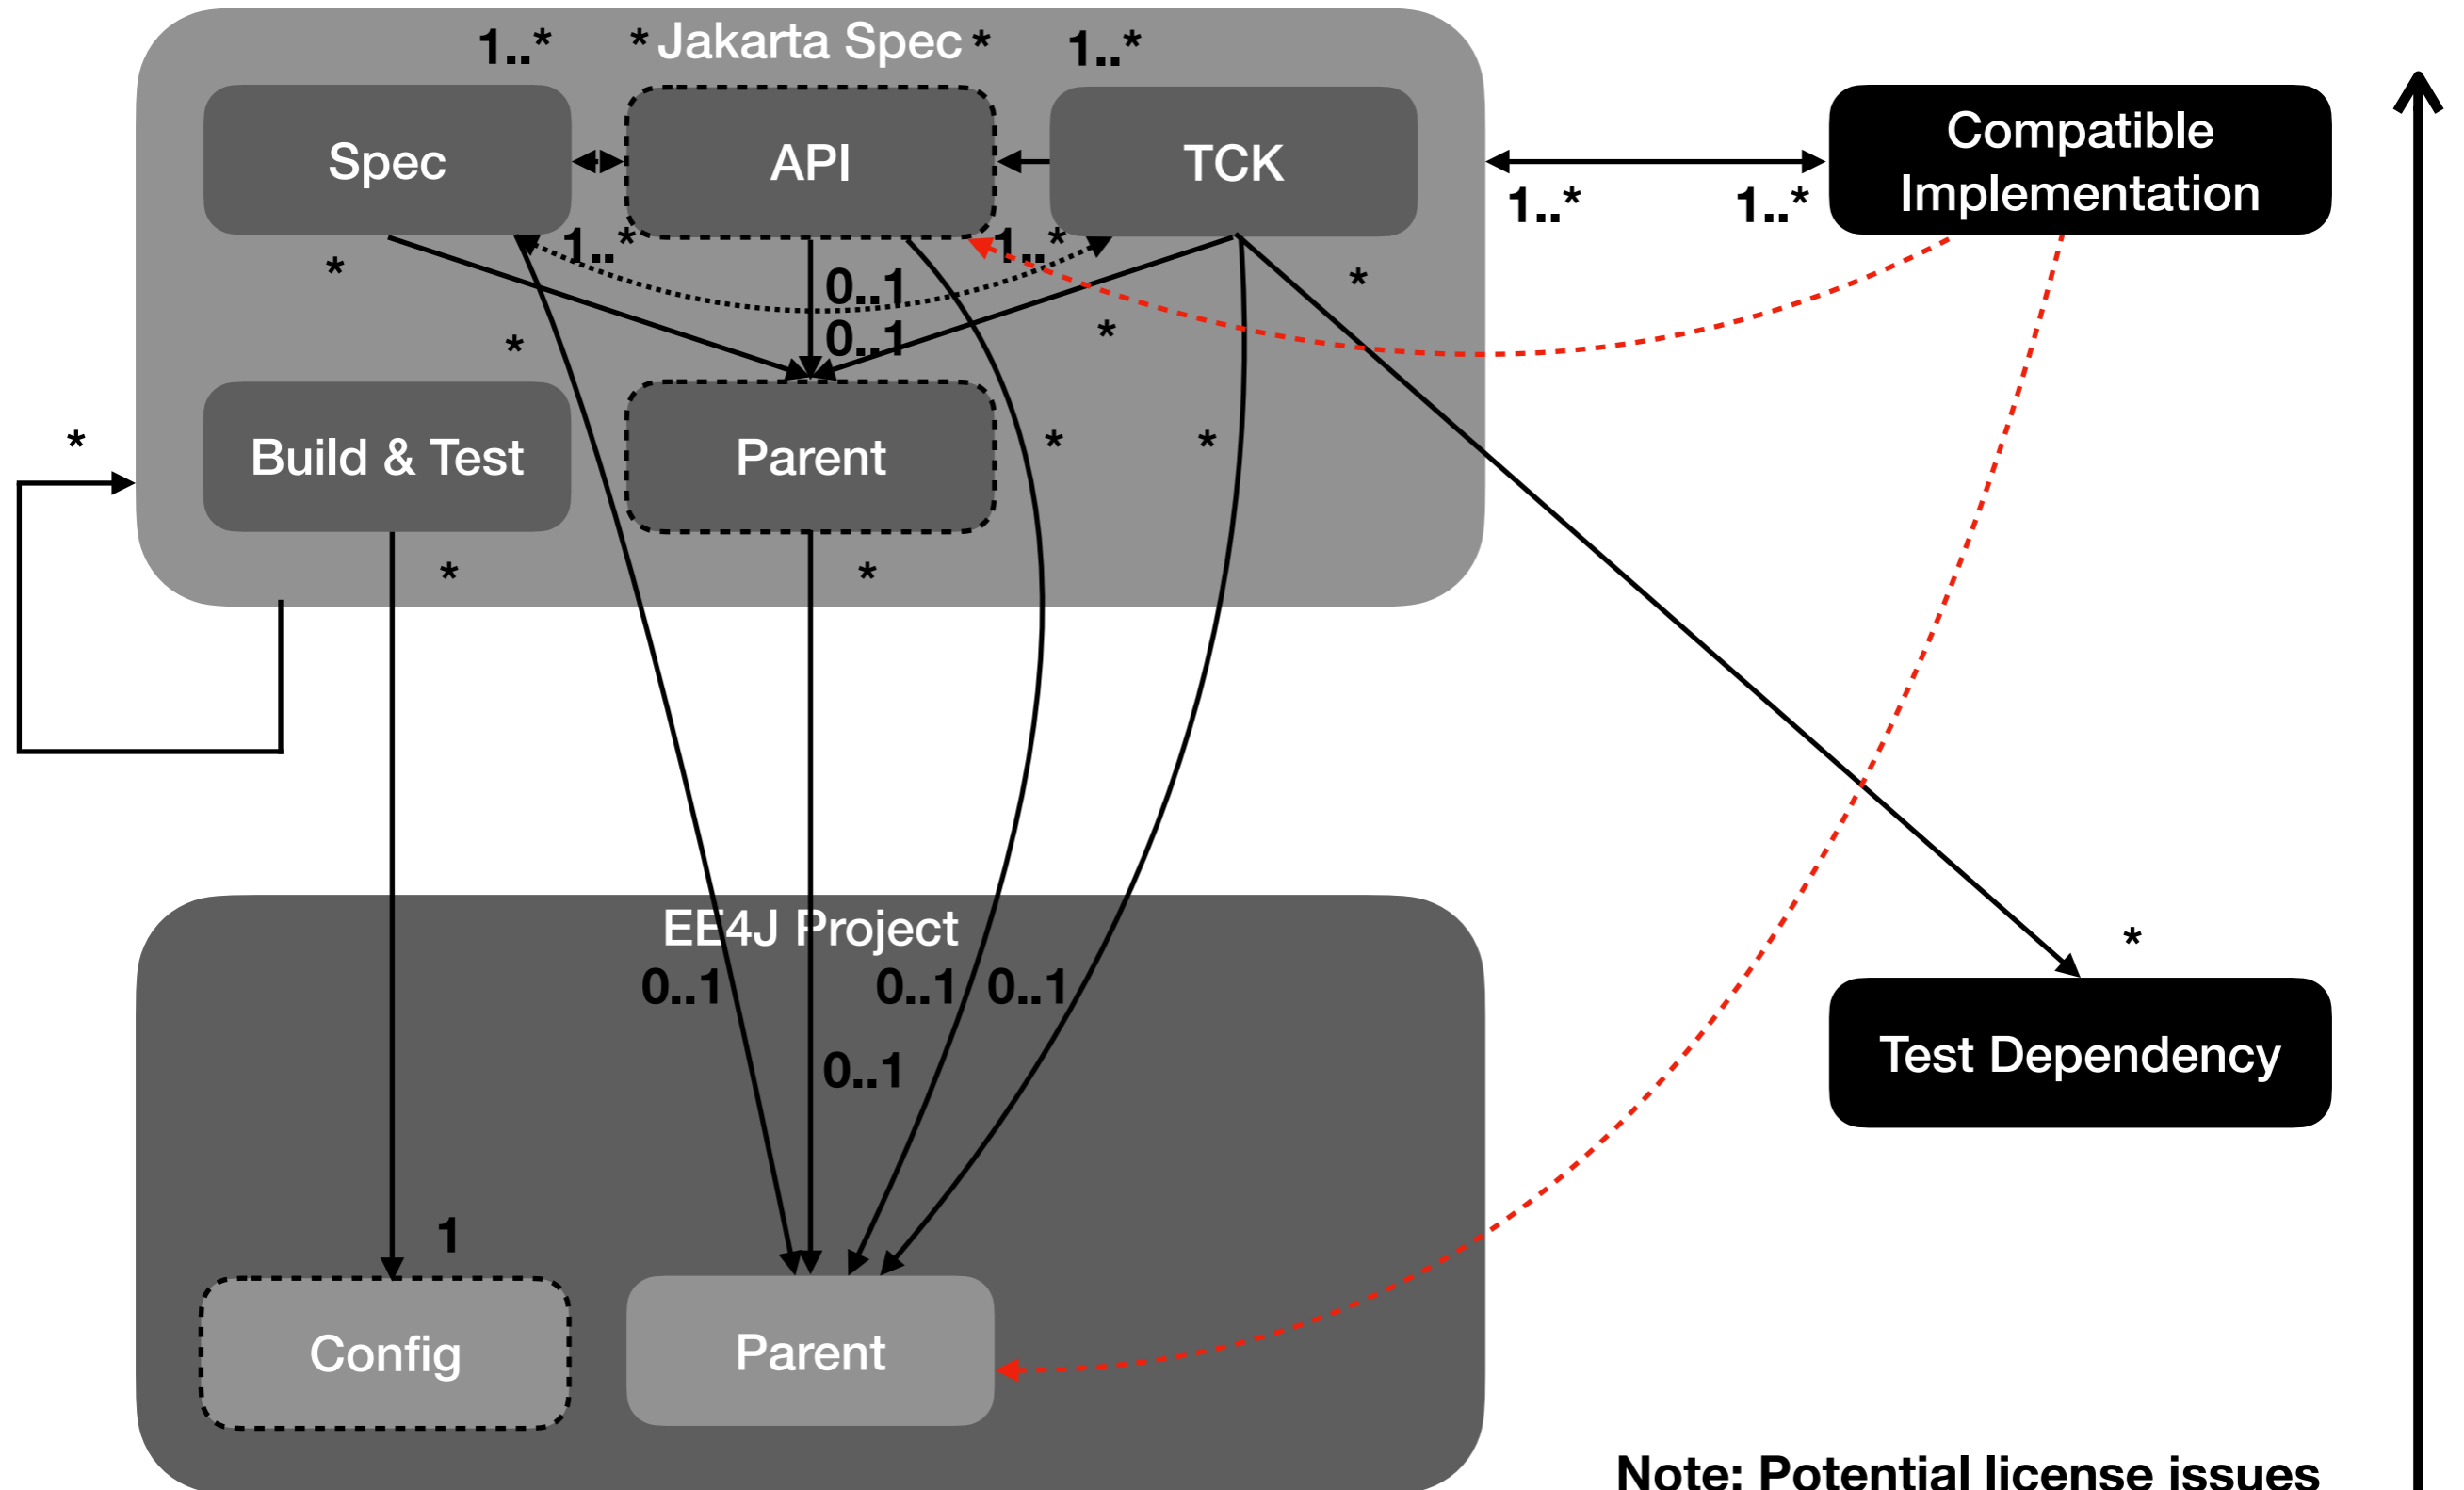 1..* * Jakarta Spec * 1..*
Spec
API
TCK
Compatible
Implementation
1..* 1..*
1..* 1..*
* 0..1 *
* 0..1 *
* Build & Test Parent * *
* *
EE4J Project
0..1 0..1 0..1
*
0..1
Test Dependency
1
Config
Parent
Note: Potential license issues